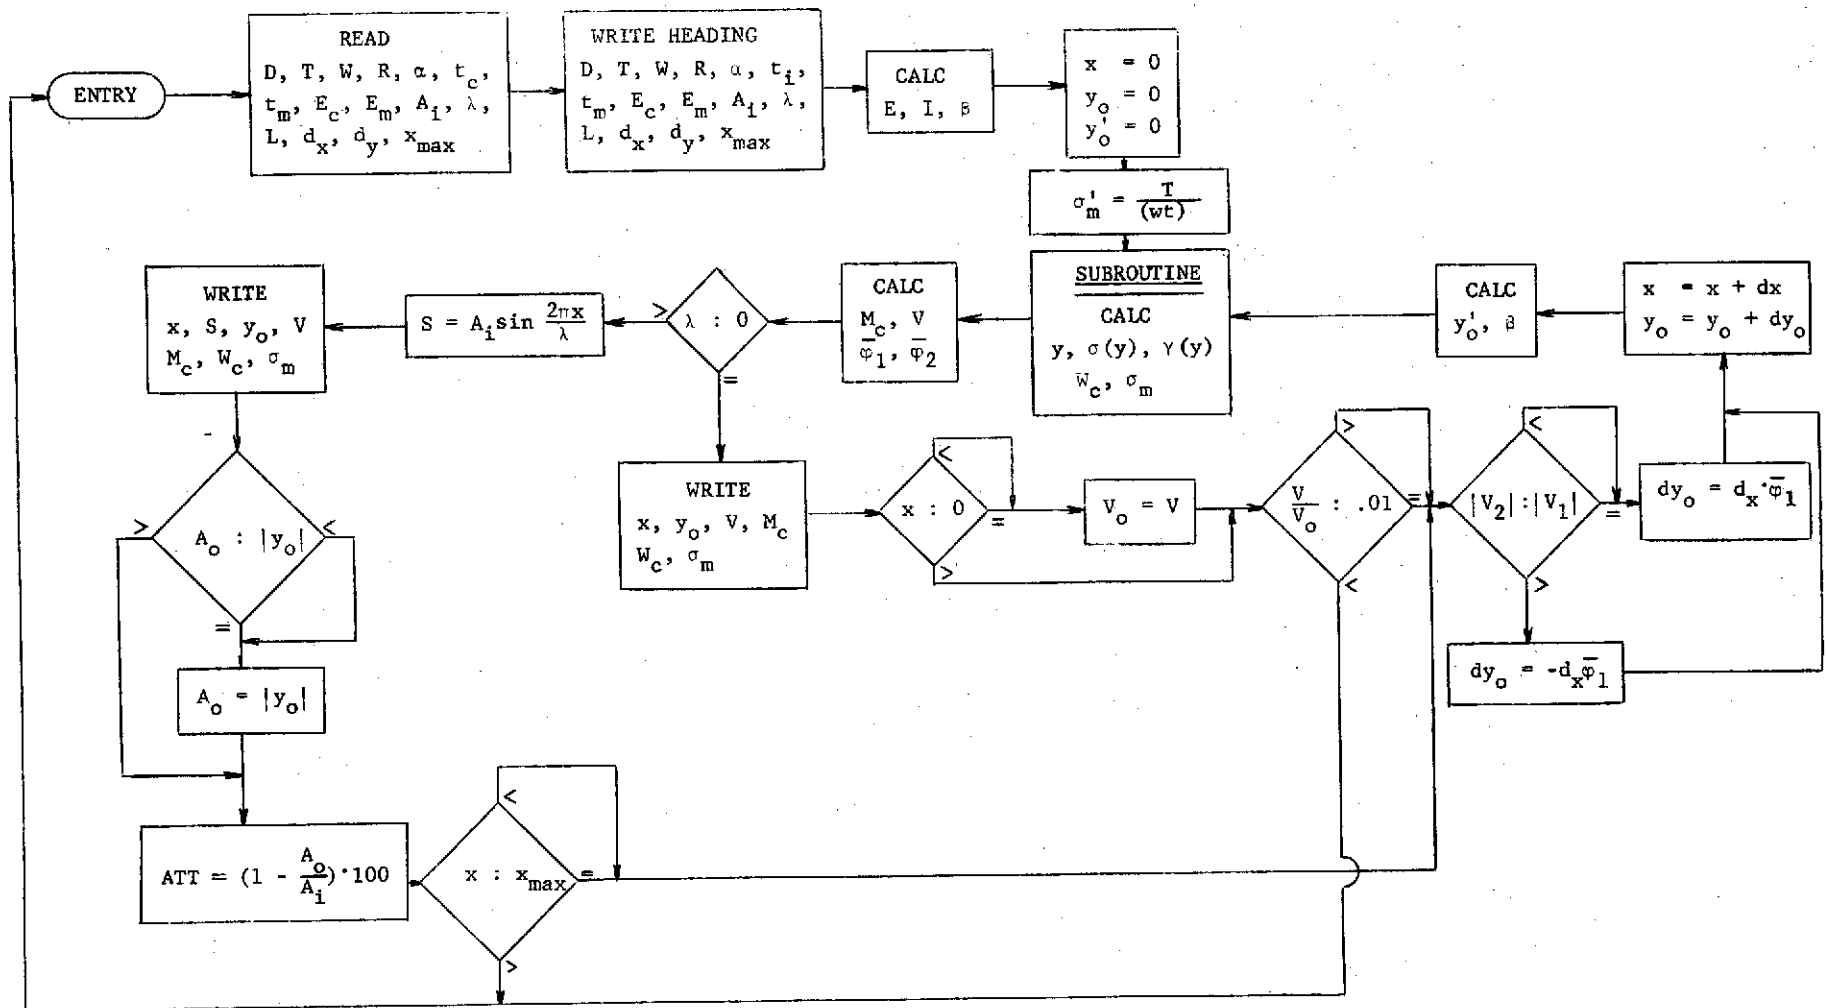 ENTRY
READ
D, T, W, R, α, t_c,
t_m, E_c, E_m, A_i, λ,
L, d_x, d_y, x_max
WRITE HEADING
D, T, W, R, α, t_i,
t_m, E_c, E_m, A_i, λ,
L, d_x, d_y, x_max
CALC
E, I, β
x = 0
y_o = 0
y_o' = 0
σ_m' = T/(wt)
SUBROUTINE
CALC
y, σ(y), γ(y)
W_c, σ_m
CALC
M_c, V
φ̅_1, φ̅_2
λ : 0
>
=
S = A_i sin 2πx/λ
WRITE
x, S, y_o, V
M_c, W_c, σ_m
A_o : |y_o|
>
<
=
A_o = |y_o|
ATT = (1 - A_o/A_i)·100
x : x_max
<
=
>
WRITE
x, y_o, V, M_c
W_c, σ_m
x : 0
<
=
>
V_o = V
V/V_o : .01
>
=
<
|V_2| : |V_1|
<
=
>
dy_o = d_x·φ̅_1
dy_o = -d_xφ̅_1
x = x + dx
y_o = y_o + dy_o
CALC
y_o', β